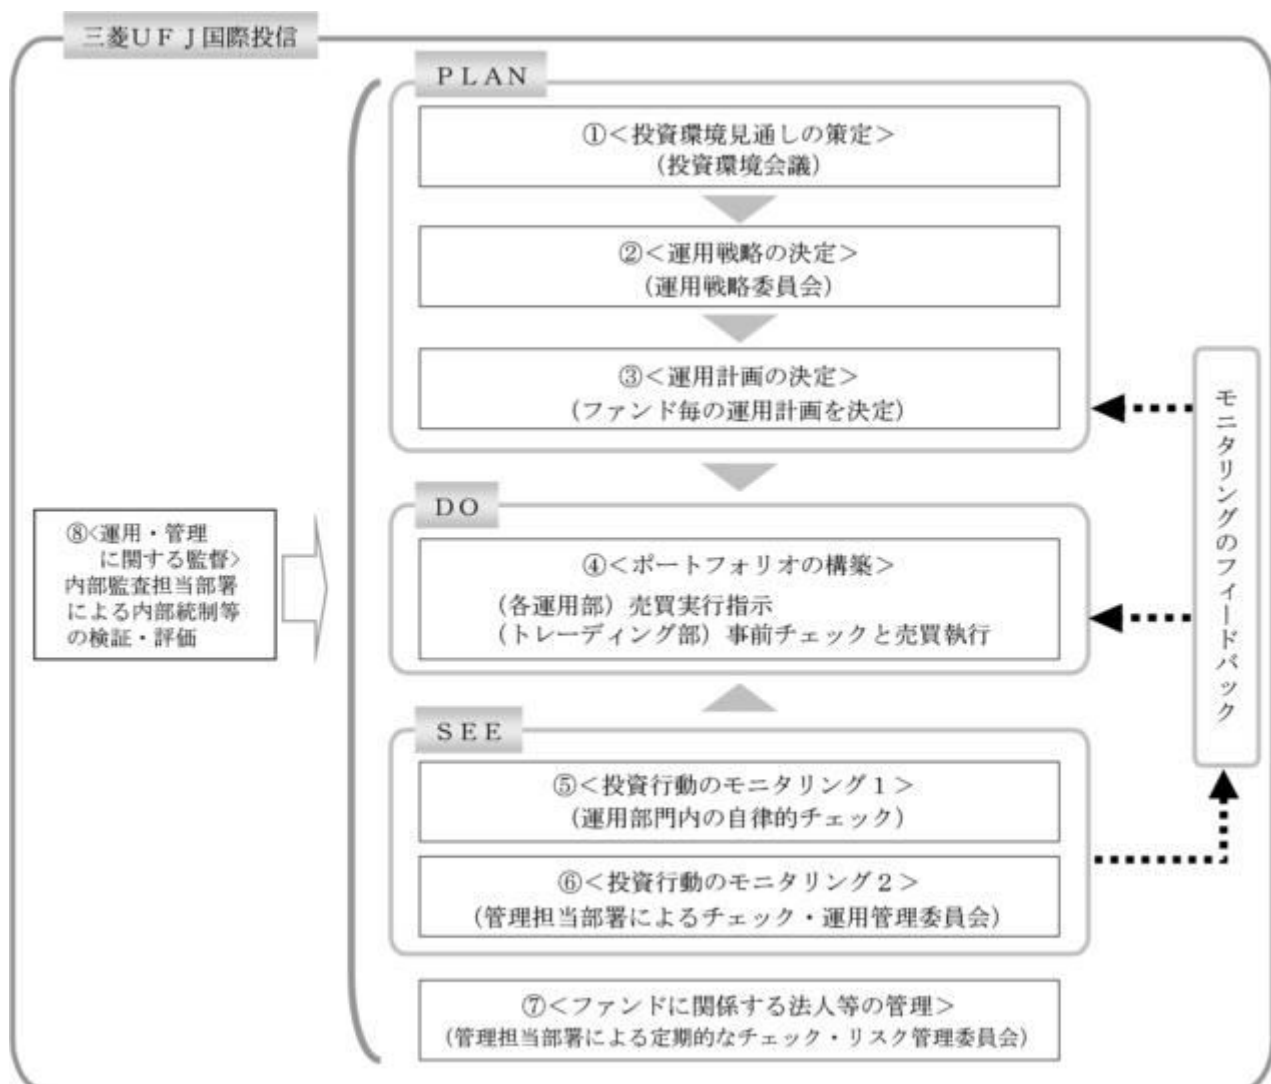 三菱ＵＦＪ国際投信
ＰＬＡＮ
①＜投資環境見通しの策定＞
（投資環境会議）
②＜運用戦略の決定＞
（運用戦略委員会）
③＜運用計画の決定＞
（ファンド毎の運用計画を決定）
ＤＯ
④＜ポートフォリオの構築＞
（各運用部）売買実行指示
（トレーディング部）事前チェックと売買執行
ＳＥＥ
⑤＜投資行動のモニタリング１＞
（運用部門内の自律的チェック）
⑥＜投資行動のモニタリング２＞
（管理担当部署によるチェック・運用管理委員会）
⑦＜ファンドに関係する法人等の管理＞
（管理担当部署による定期的なチェック・リスク管理委員会）
⑧<運用・管理
に関する監督>
内部監査担当部署
による内部統制等
の検証・評価
モニタリングのフィードバック